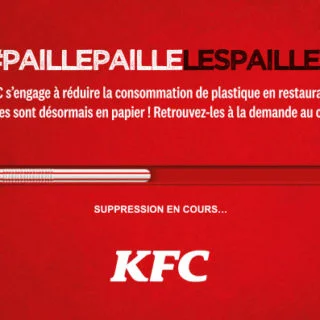 #PAILLEPAILLELESPAILLE
C s'engage à réduire la consommation de plastique en restaura
es sont désormais en papier ! Retrouvez-les à la demande au c
SUPPRESSION EN COURS...
KFC